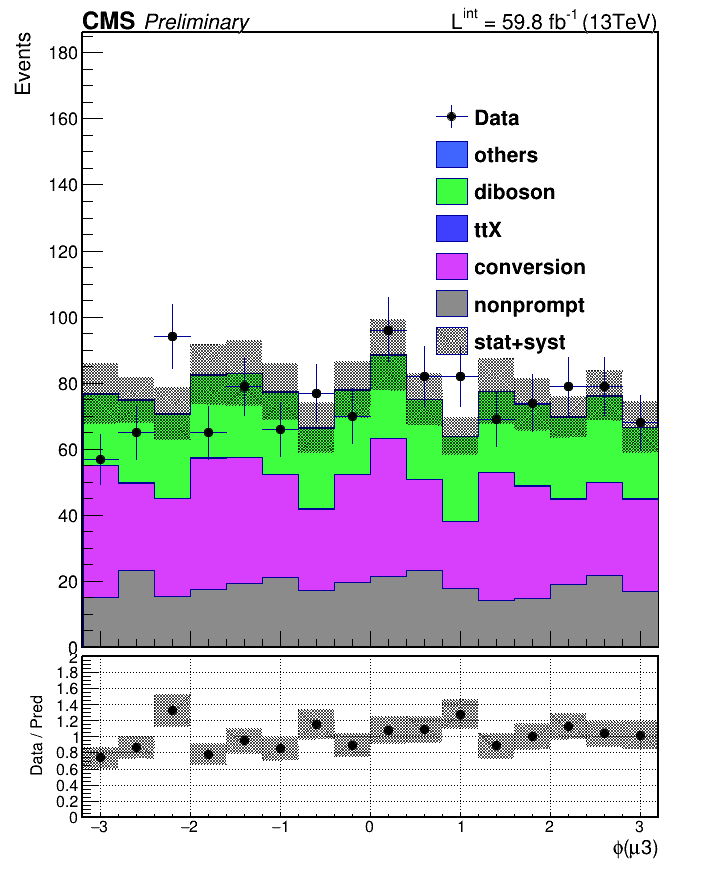 CMS Preliminary L^int = 59.8 fb^-1 (13TeV)
Events
180
160
140
120
100
80
60
40
20
0
Data
others
diboson
ttX
conversion
nonprompt
stat+syst
Data / Pred
2
1.8
1.6
1.4
1.2
1
0.8
0.6
0.4
0.2
0
−3 −2 −1 0 1 2 3
ϕ(μ3)